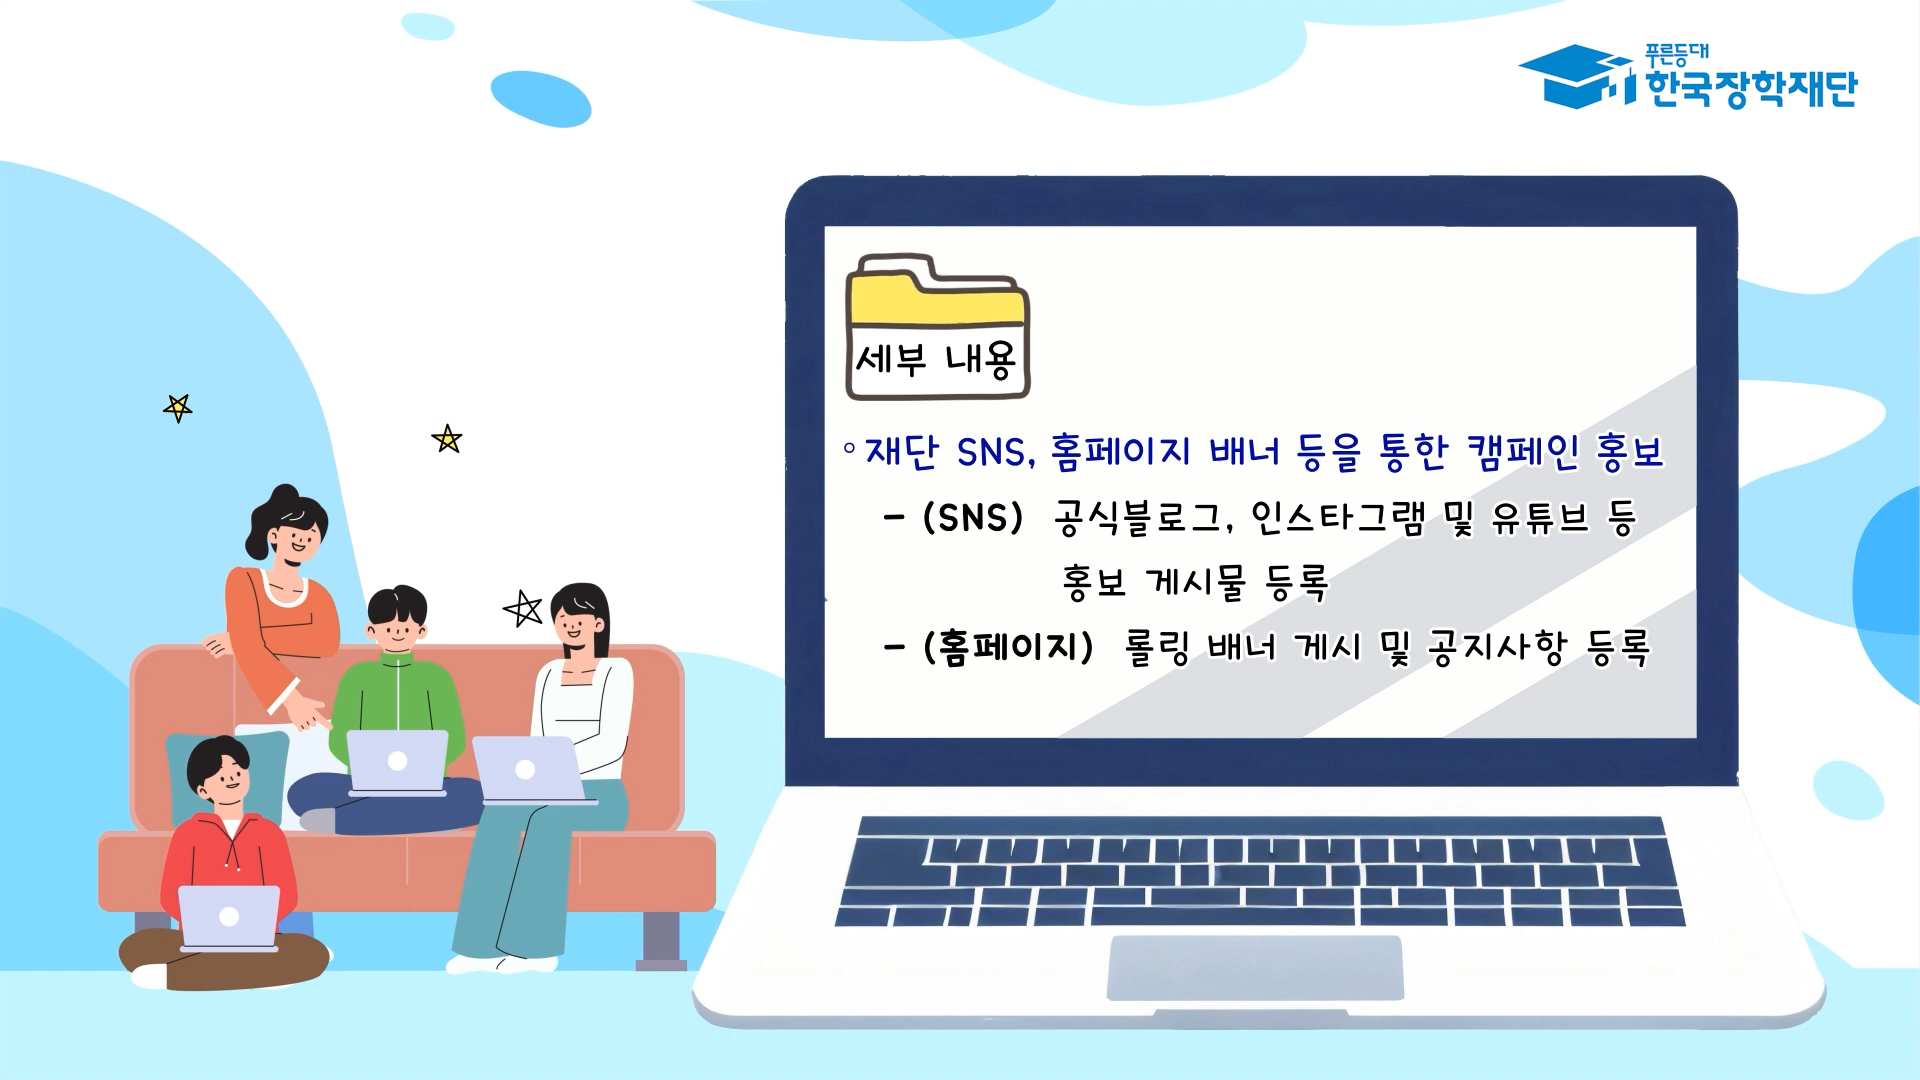 푸른등대
한국장학재단
세부 내용
◦재단 SNS, 홈페이지 배너 등을 통한 캠페인 홍보
- (SNS) 공식블로그, 인스타그램 및 유튜브 등
홍보 게시물 등록
- (홈페이지) 롤링 배너 게시 및 공지사항 등록